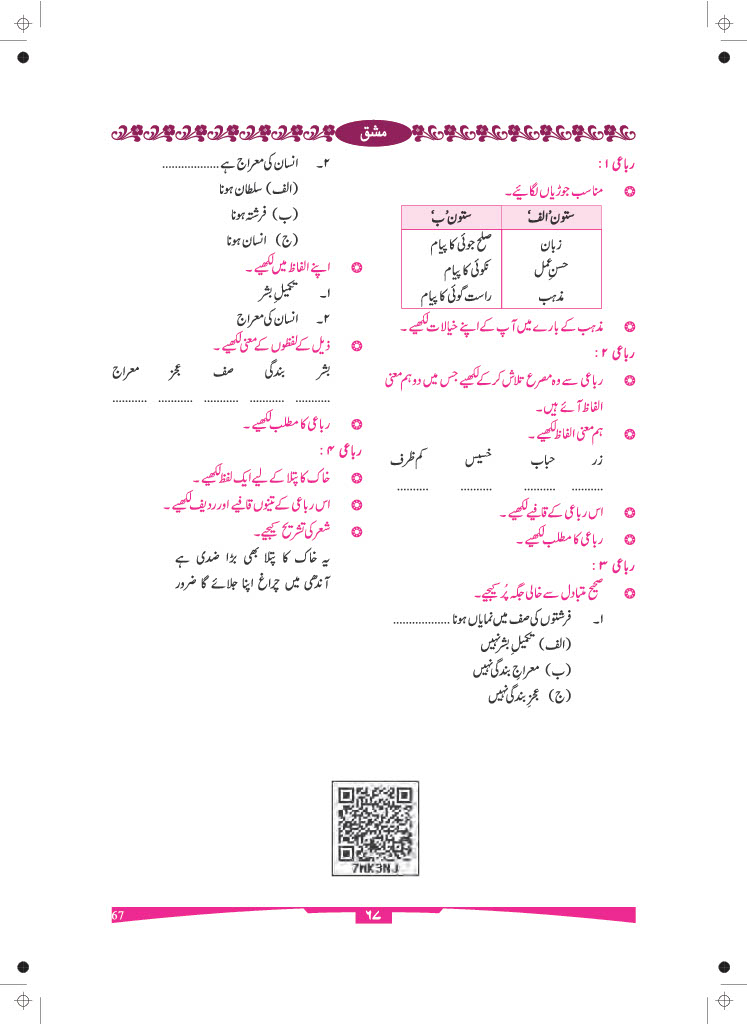 مشق
رباعی ۱:
مناسب جوڑیاں لگائیے۔
ستون 'الف' ستون 'ب'
زبان صلح جوئی کا پیام
حسنِ عمل نکوئی کا پیام
مذہب راست گوئی کا پیام
مذہب کے بارے میں آپ کے اپنے خیالات لکھیے۔
رباعی ۲:
رباعی سے وہ مصرع تلاش کرکے لکھیے جس میں دو ہم معنی
الفاظ آئے ہیں۔
ہم معنی الفاظ لکھیے۔
زر حباب خسیس کم ظرف
.......... .......... .......... ..........
اس رباعی کے قافیے لکھیے۔
رباعی کا مطلب لکھیے۔
رباعی ۳:
صحیح متبادل سے خالی جگہ پُر کیجیے۔
۱۔ فرشتوں کی صف میں نمایاں ہونا ..................
(الف) تکمیلِ بشر نہیں
(ب) معراجِ بندگی نہیں
(ج) عجزِ بندگی نہیں
۲۔ انسان کی معراج ہے ..................
(الف) سلطان ہونا
(ب) فرشتہ ہونا
(ج) انسان ہونا
اپنے الفاظ میں لکھیے۔
۱۔ تکمیلِ بشر
۲۔ انسان کی معراج
ذیل کے لفظوں کے معنی لکھیے۔
بشر بندگی صف عجز معراج
........... ........... ........... ........... ...........
رباعی کا مطلب لکھیے۔
رباعی ۴:
خاک کا پتلا کے لیے ایک لفظ لکھیے۔
اس رباعی کے تینوں قافیے اور ردیف لکھیے۔
شعر کی تشریح کیجیے۔
یہ خاک کا پتلا بھی بڑا ضدی ہے
آندھی میں چراغ اپنا جلائے گا ضرور
7MK3NJ
67 ۶۷